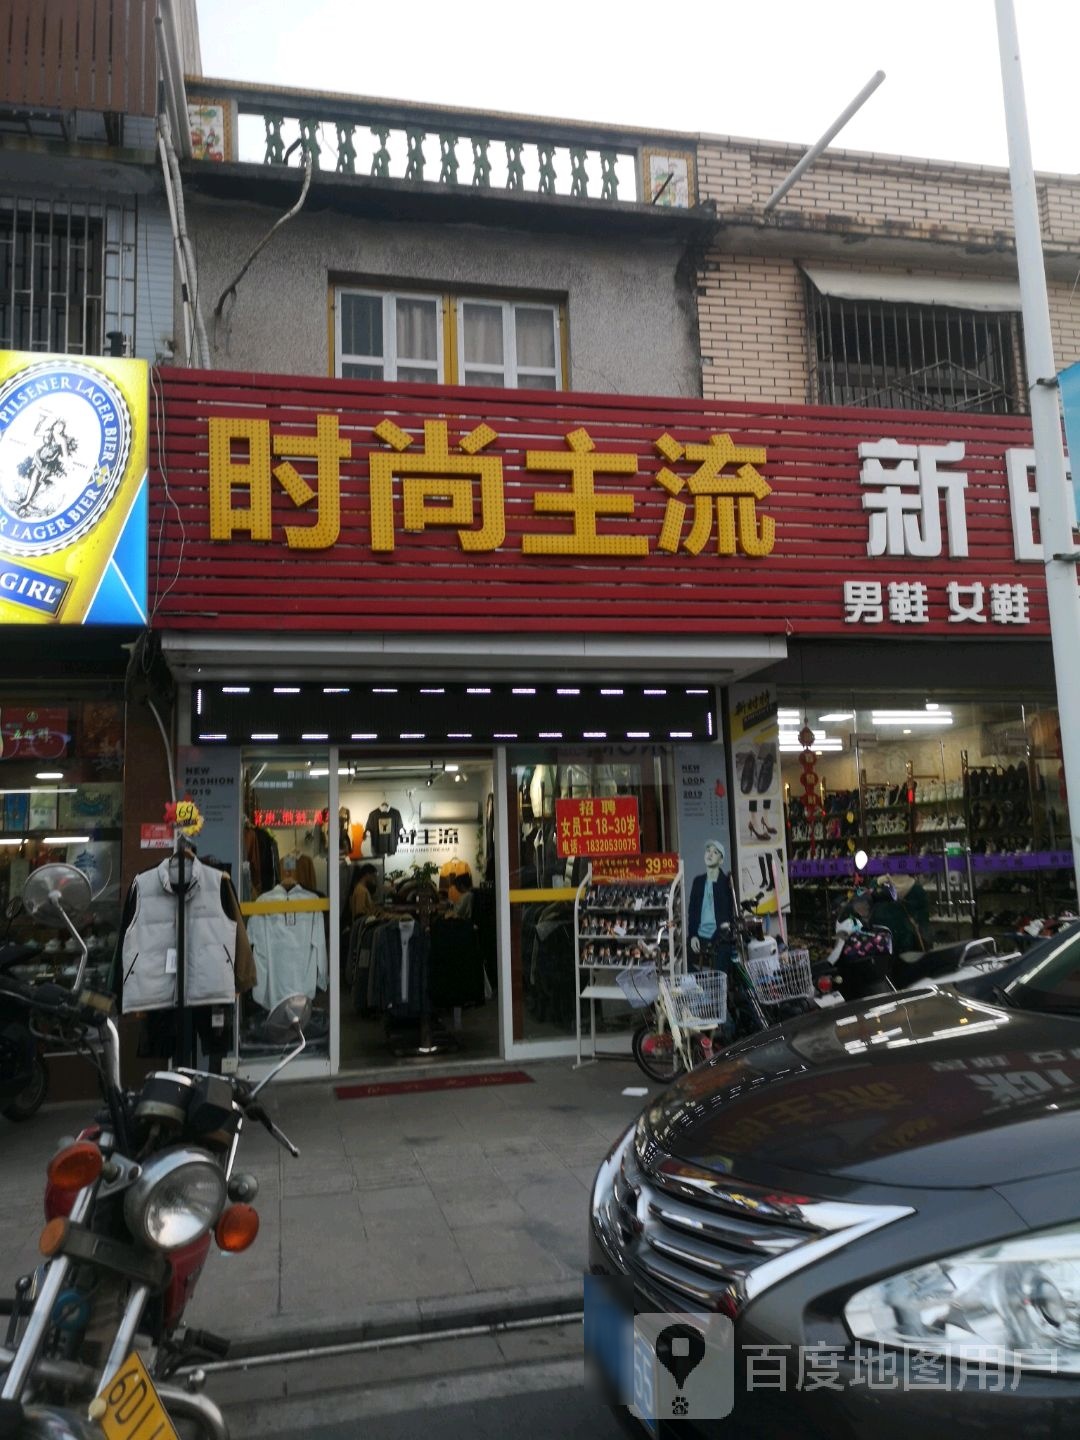 PILSENER LAGER BIER
LAGER BIER
GIRL
时尚主流
新
男鞋 女鞋
NEW
FASHION
2019
尚主流
NEW
LOOK
2019
69
招聘
女员工18-30岁
电话：18320530075
39.90
百度地图用户